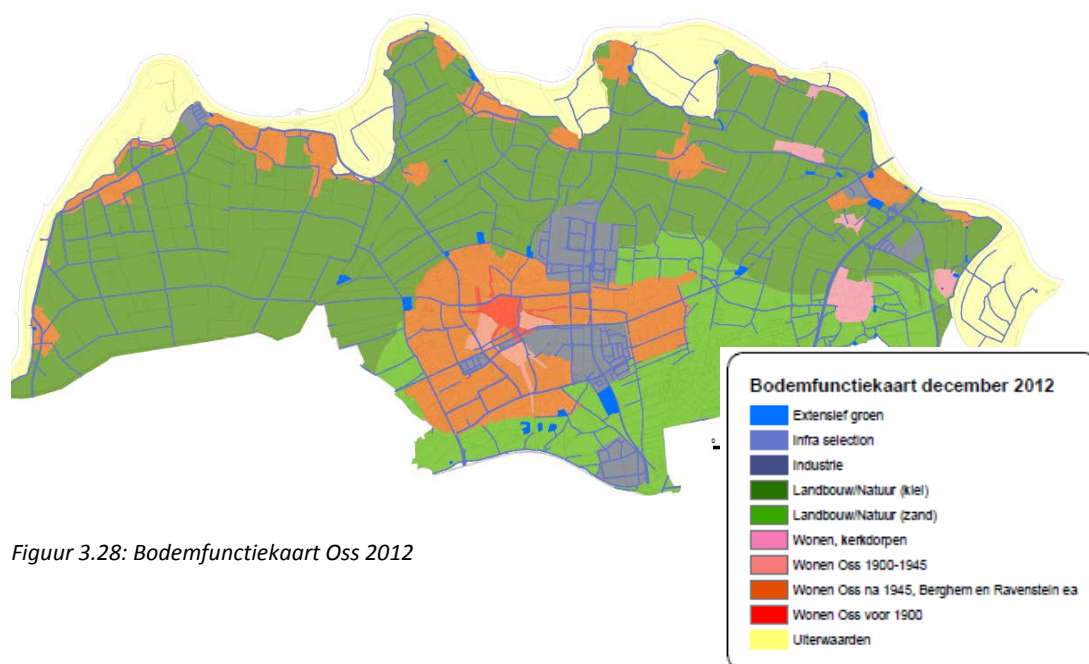 Bodemfunctiekaart december 2012
Extensief groen
Infra selection
Industrie
Landbouw/Natuur (klei)
Landbouw/Natuur (zand)
Wonen, kerkdorpen
Wonen Oss 1900-1945
Wonen Oss na 1945, Berghem en Ravenstein ea
Wonen Oss voor 1900
Uiterwaarden
Figuur 3.28: Bodemfunctiekaart Oss 2012